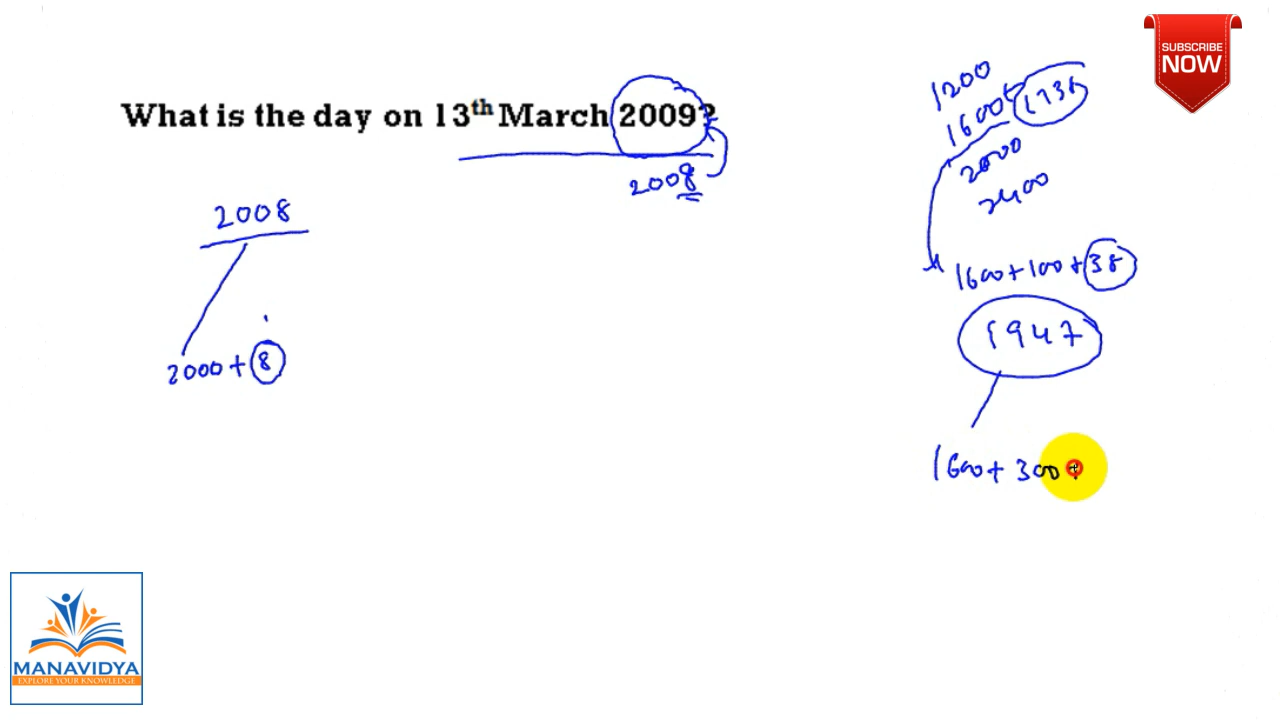 What is the day on 13th March 2009?
2008
2008
2000 + 8
1200
1600
1738
2000
2400
1600 + 100 + 38
1947
1600 + 300 +
SUBSCRIBE
NOW
MANAVIDYA
EXPLORE YOUR KNOWLEDGE